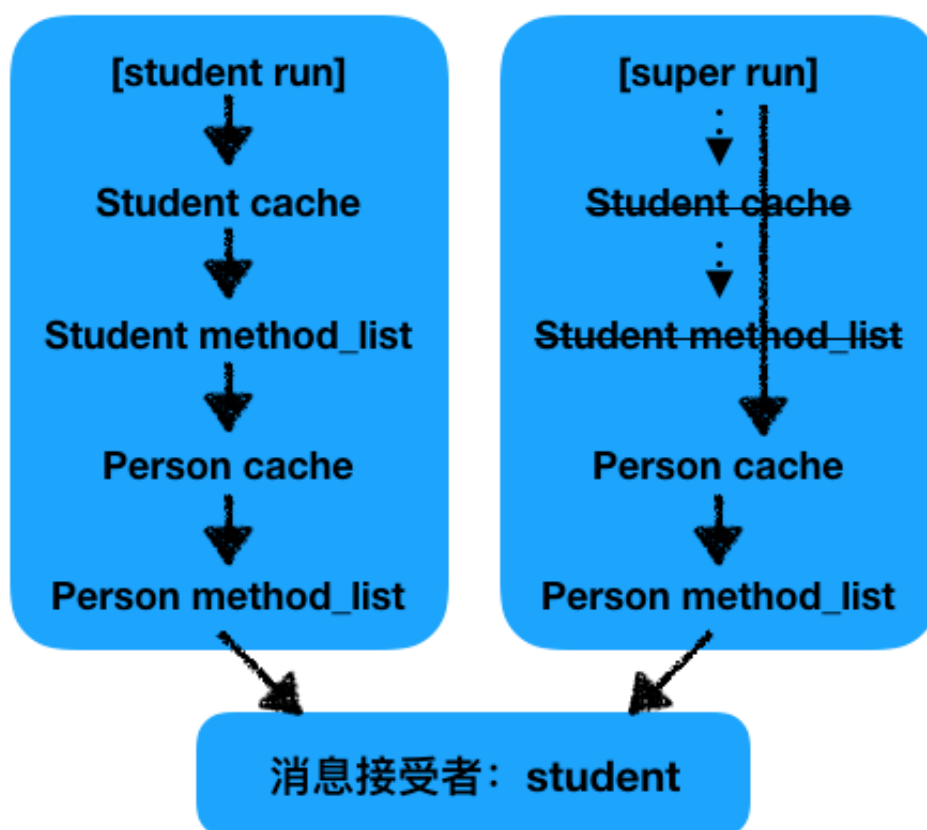 [student run]
Student cache
Student method_list
Person cache
Person method_list
[super run]
Student cache
Student method_list
Person cache
Person method_list
消息接受者：student